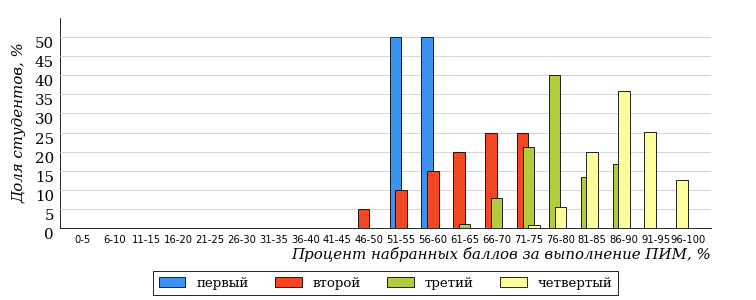 Доля студентов, %
50
45
40
35
30
25
20
15
10
5
0
0-5 6-10 11-15 16-20 21-25 26-30 31-35 36-40 41-45 46-50 51-55 56-60 61-65 66-70 71-75 76-80 81-85 86-90 91-95 96-100
Процент набранных баллов за выполнение ПИМ, %
первый второй третий четвертый